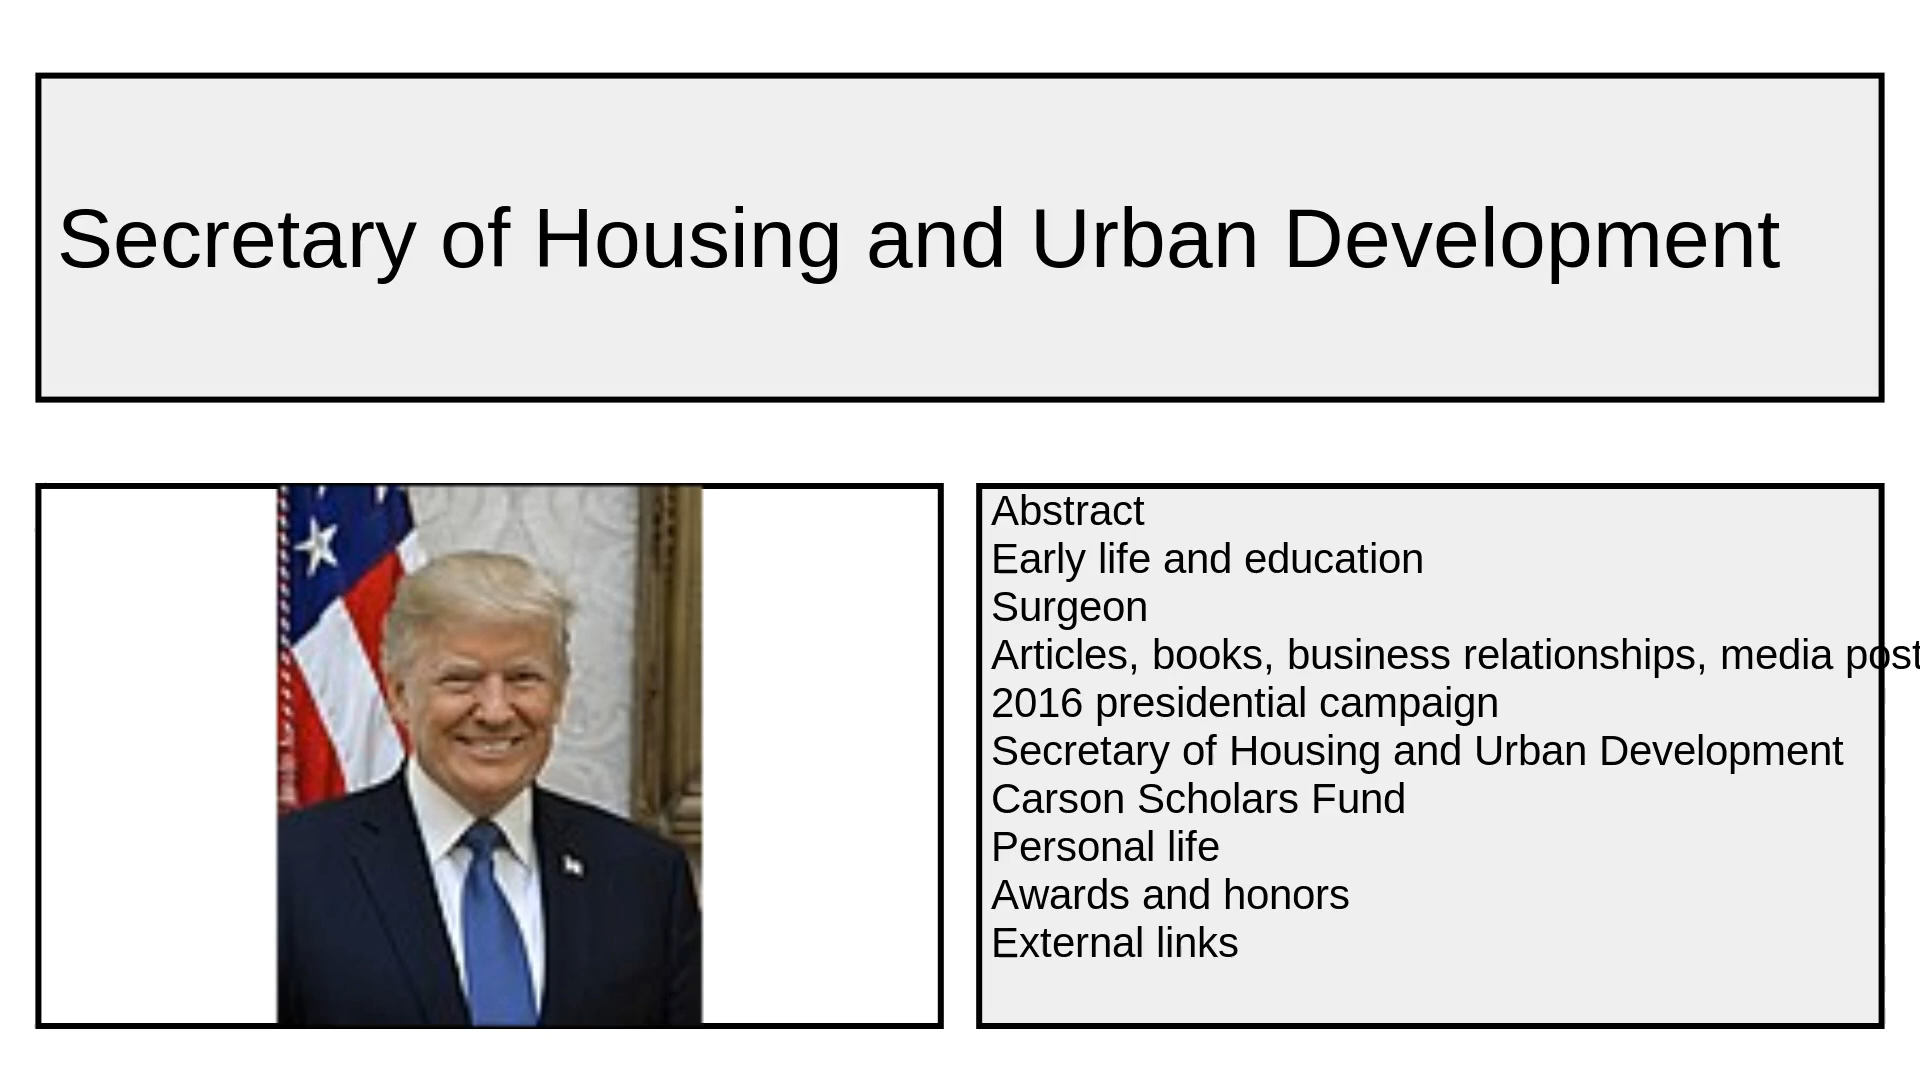 Secretary of Housing and Urban Development
Abstract
Early life and education
Surgeon
Articles, books, business relationships, media post
2016 presidential campaign
Secretary of Housing and Urban Development
Carson Scholars Fund
Personal life
Awards and honors
External links